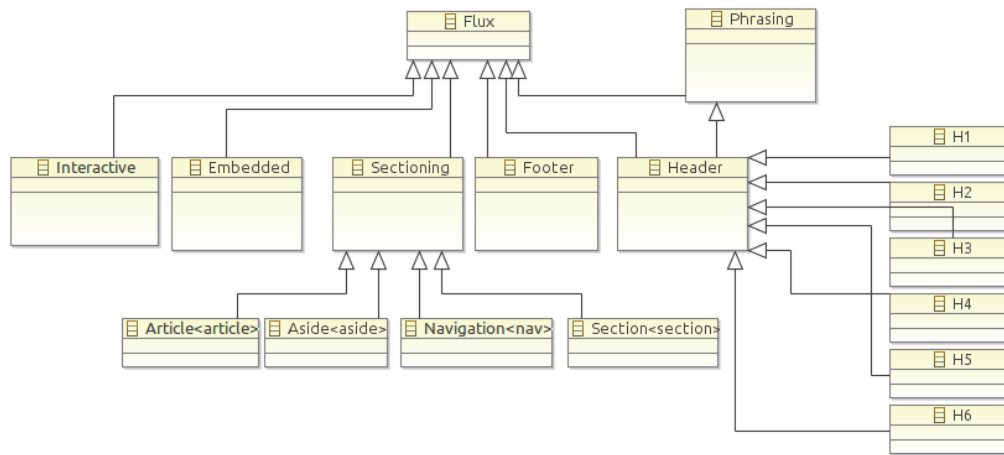 Flux
Phrasing
Interactive
Embedded
Sectioning
Footer
Header
H1
H2
H3
H4
H5
H6
Article<article>
Aside<aside>
Navigation<nav>
Section<section>